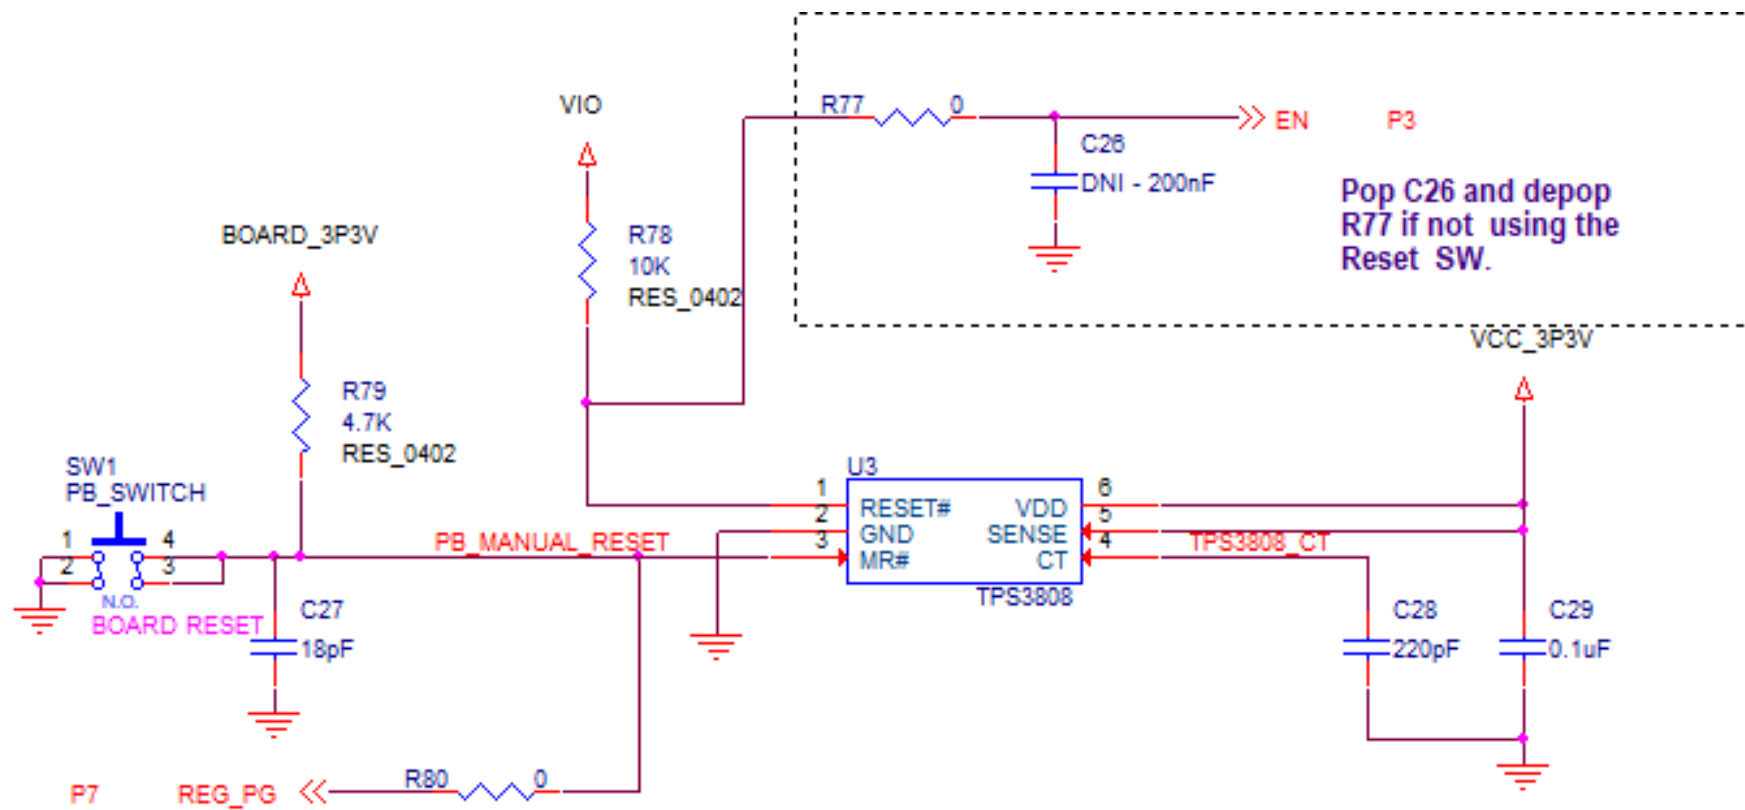 VIO
R77 0
EN P3
C26
DNI - 200nF
Pop C26 and depop
R77 if not using the
Reset SW.
BOARD_3P3V
R78
10K
RES_0402
VCC_3P3V
R79
4.7K
RES_0402
SW1
PB_SWITCH
1 4
2 3
N.O.
BOARD RESET
PB_MANUAL_RESET
U3
1 RESET# VDD 6
2 GND SENSE 5
3 MR# CT 4
TPS3808
TPS3808_CT
C27
18pF
C28
220pF
C29
0.1uF
R80 0
P7 REG_PG